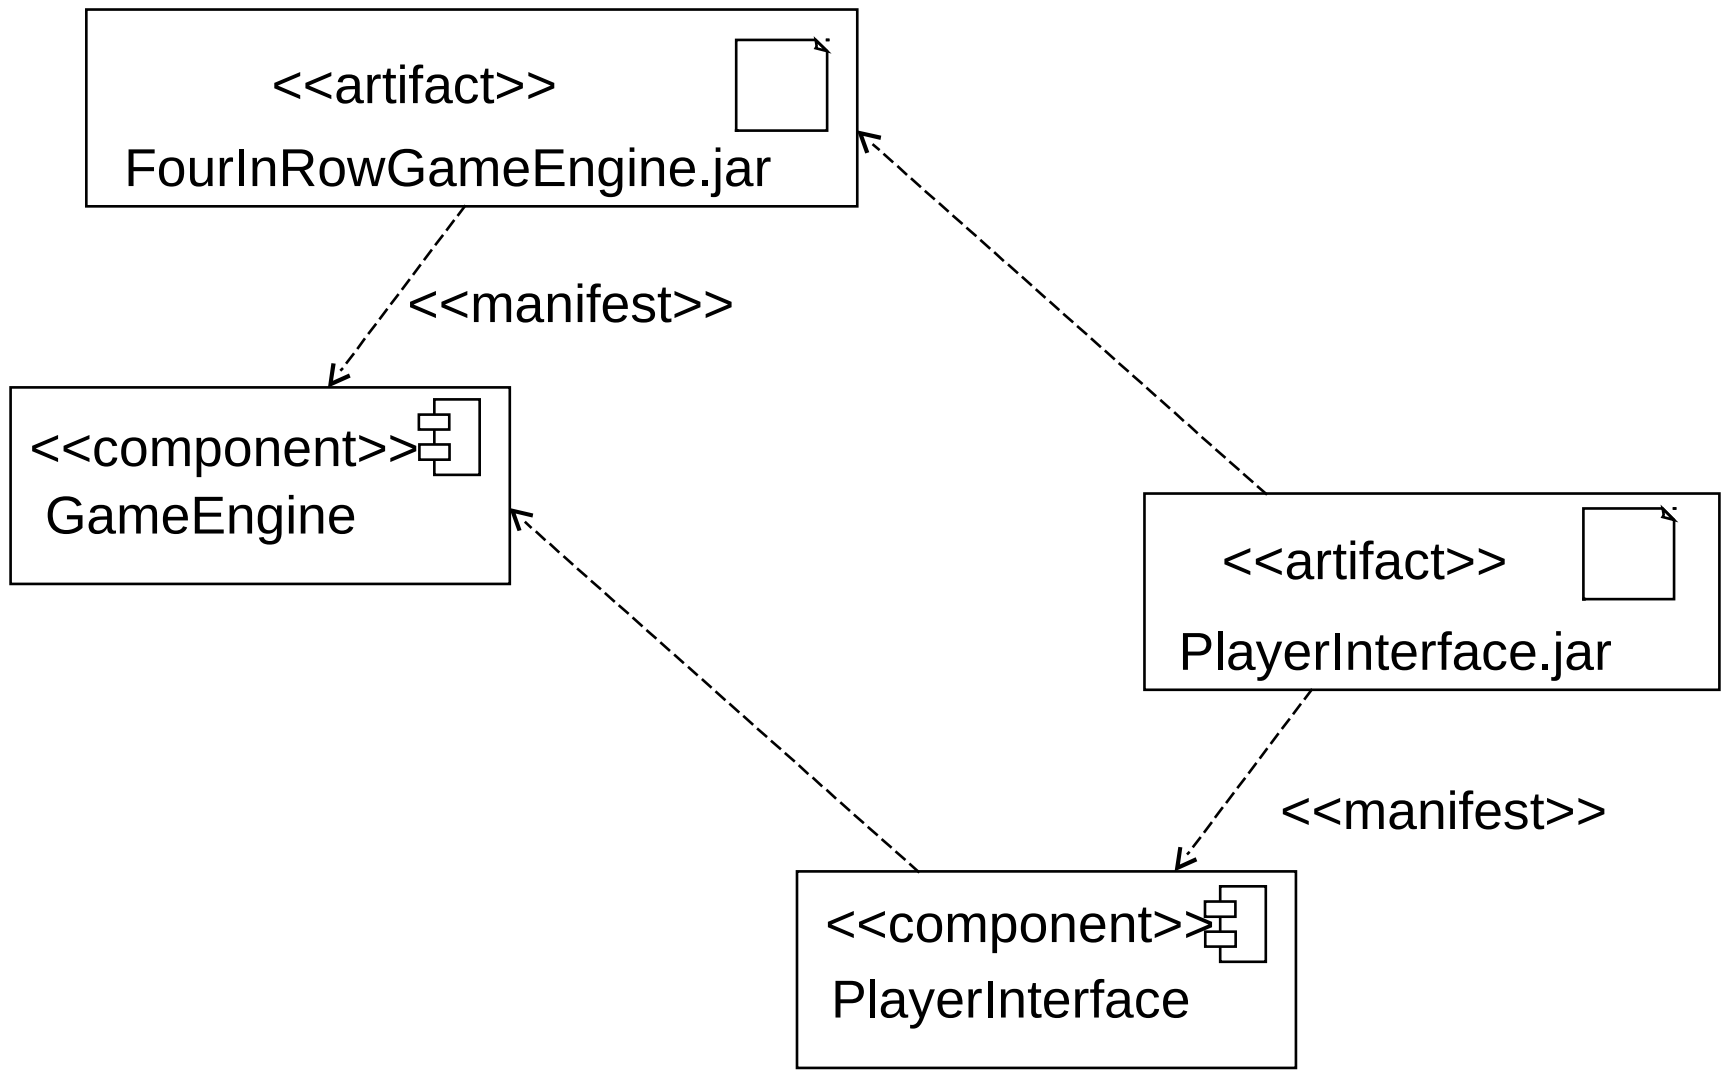 <<artifact>>
FourInRowGameEngine.jar
<<manifest>>
<<component>>
GameEngine
<<artifact>>
PlayerInterface.jar
<<manifest>>
<<component>>
PlayerInterface